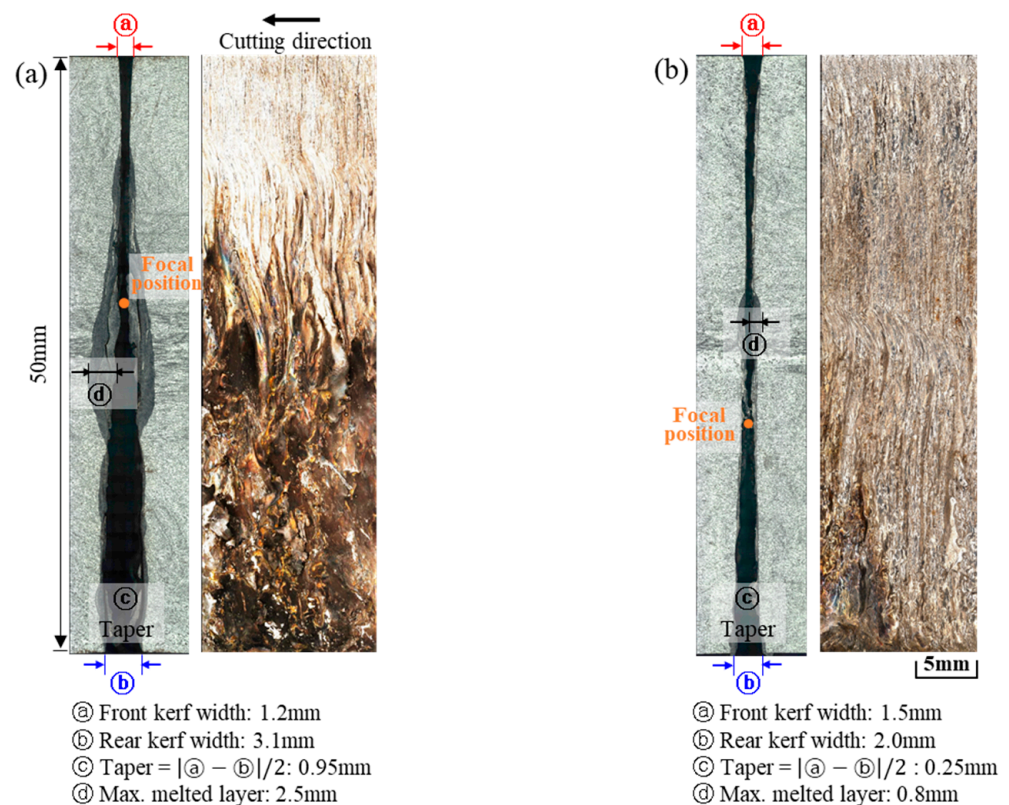 ⓐ
Cutting direction
(a)
50mm
Focal
position
ⓓ
ⓒ
Taper
ⓑ
ⓐ Front kerf width: 1.2mm
ⓑ Rear kerf width: 3.1mm
ⓒ Taper = |ⓐ − ⓑ|/2: 0.95mm
ⓓ Max. melted layer: 2.5mm
ⓐ
(b)
ⓓ
Focal
position
ⓒ
Taper
ⓑ
5mm
ⓐ Front kerf width: 1.5mm
ⓑ Rear kerf width: 2.0mm
ⓒ Taper = |ⓐ − ⓑ|/2 : 0.25mm
ⓓ Max. melted layer: 0.8mm